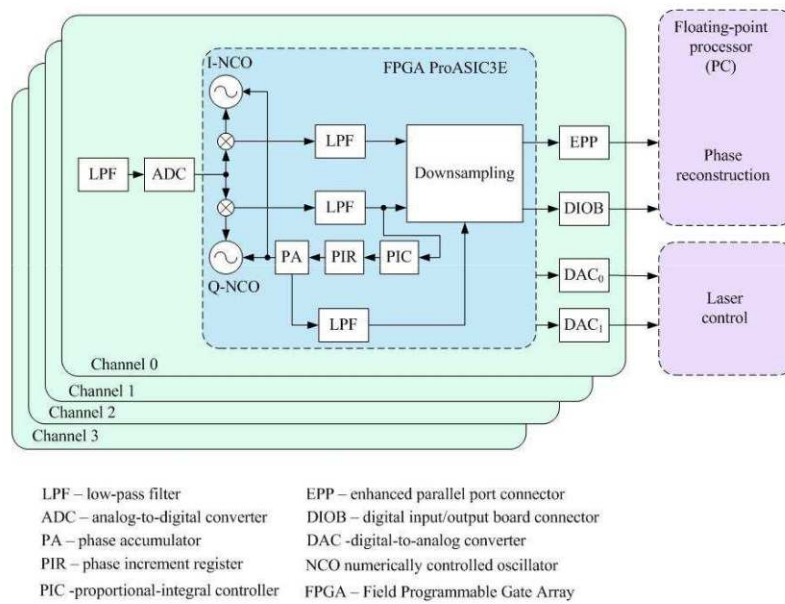 I-NCO
FPGA ProASIC3E
LPF
ADC
LPF
LPF
Downsampling
Q-NCO
PA
PIR
PIC
LPF
EPP
DIOB
DAC0
DAC1
Floating-point
processor
(PC)
Phase
reconstruction
Laser
control
Channel 0
Channel 1
Channel 2
Channel 3
LPF – low-pass filter
ADC – analog-to-digital converter
PA – phase accumulator
PIR – phase increment register
PIC -proportional-integral controller
EPP – enhanced parallel port connector
DIOB – digital input/output board connector
DAC -digital-to-analog converter
NCO numerically controlled oscillator
FPGA – Field Programmable Gate Array